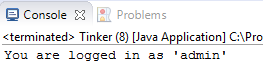 Console Problems
<terminated> Tinker (8) [Java Application] C:\Pro
You are logged in as 'admin'